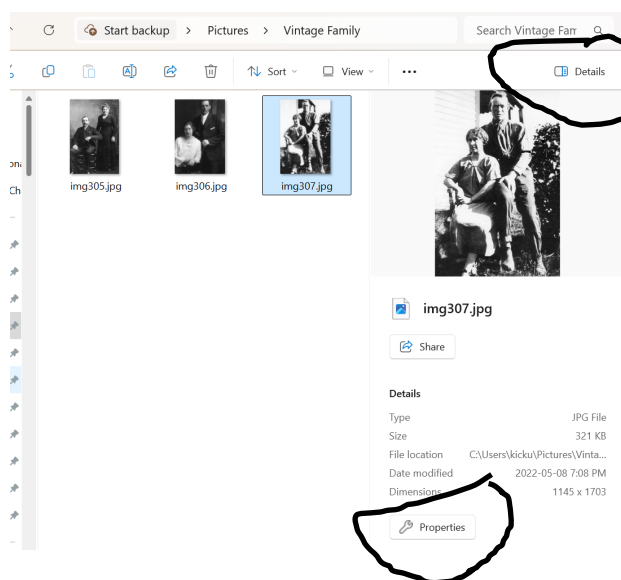 Start backup > Pictures > Vintage Family
Search Vintage Fam
Sort View ••• Details
img305.jpg img306.jpg img307.jpg
img307.jpg
Share
Details
Type JPG File
Size 321 KB
File location C:\Users\kicku\Pictures\Vinta...
Date modified 2022-05-08 7:08 PM
Dimensions 1145 x 1703
Properties